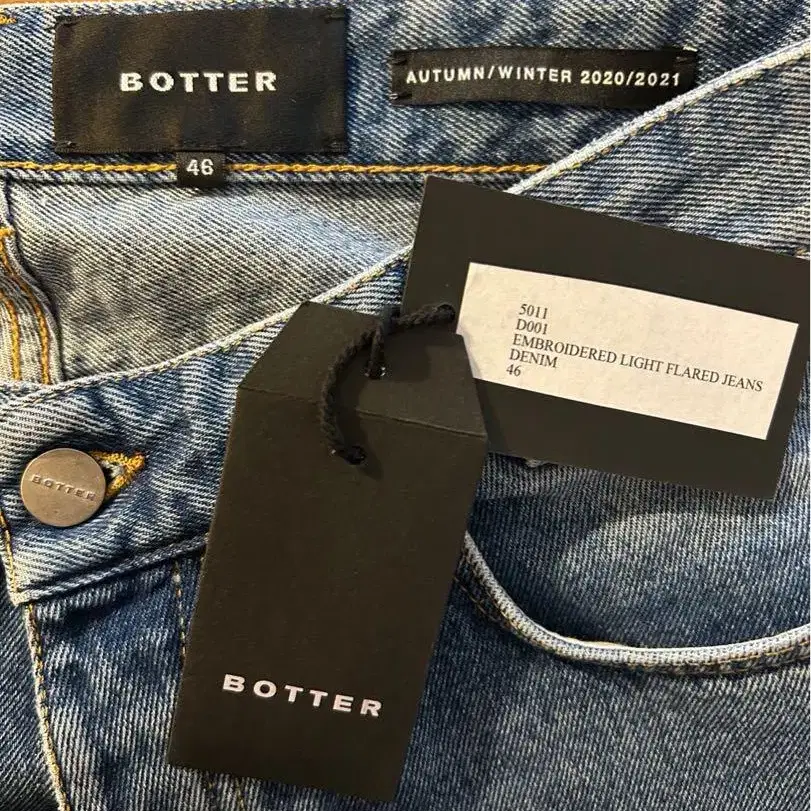 BOTTER
AUTUMN/WINTER 2020/2021
46
5011
D001
EMBROIDERED LIGHT FLARED JEANS
DENIM
46
BOTTER
BOTTER